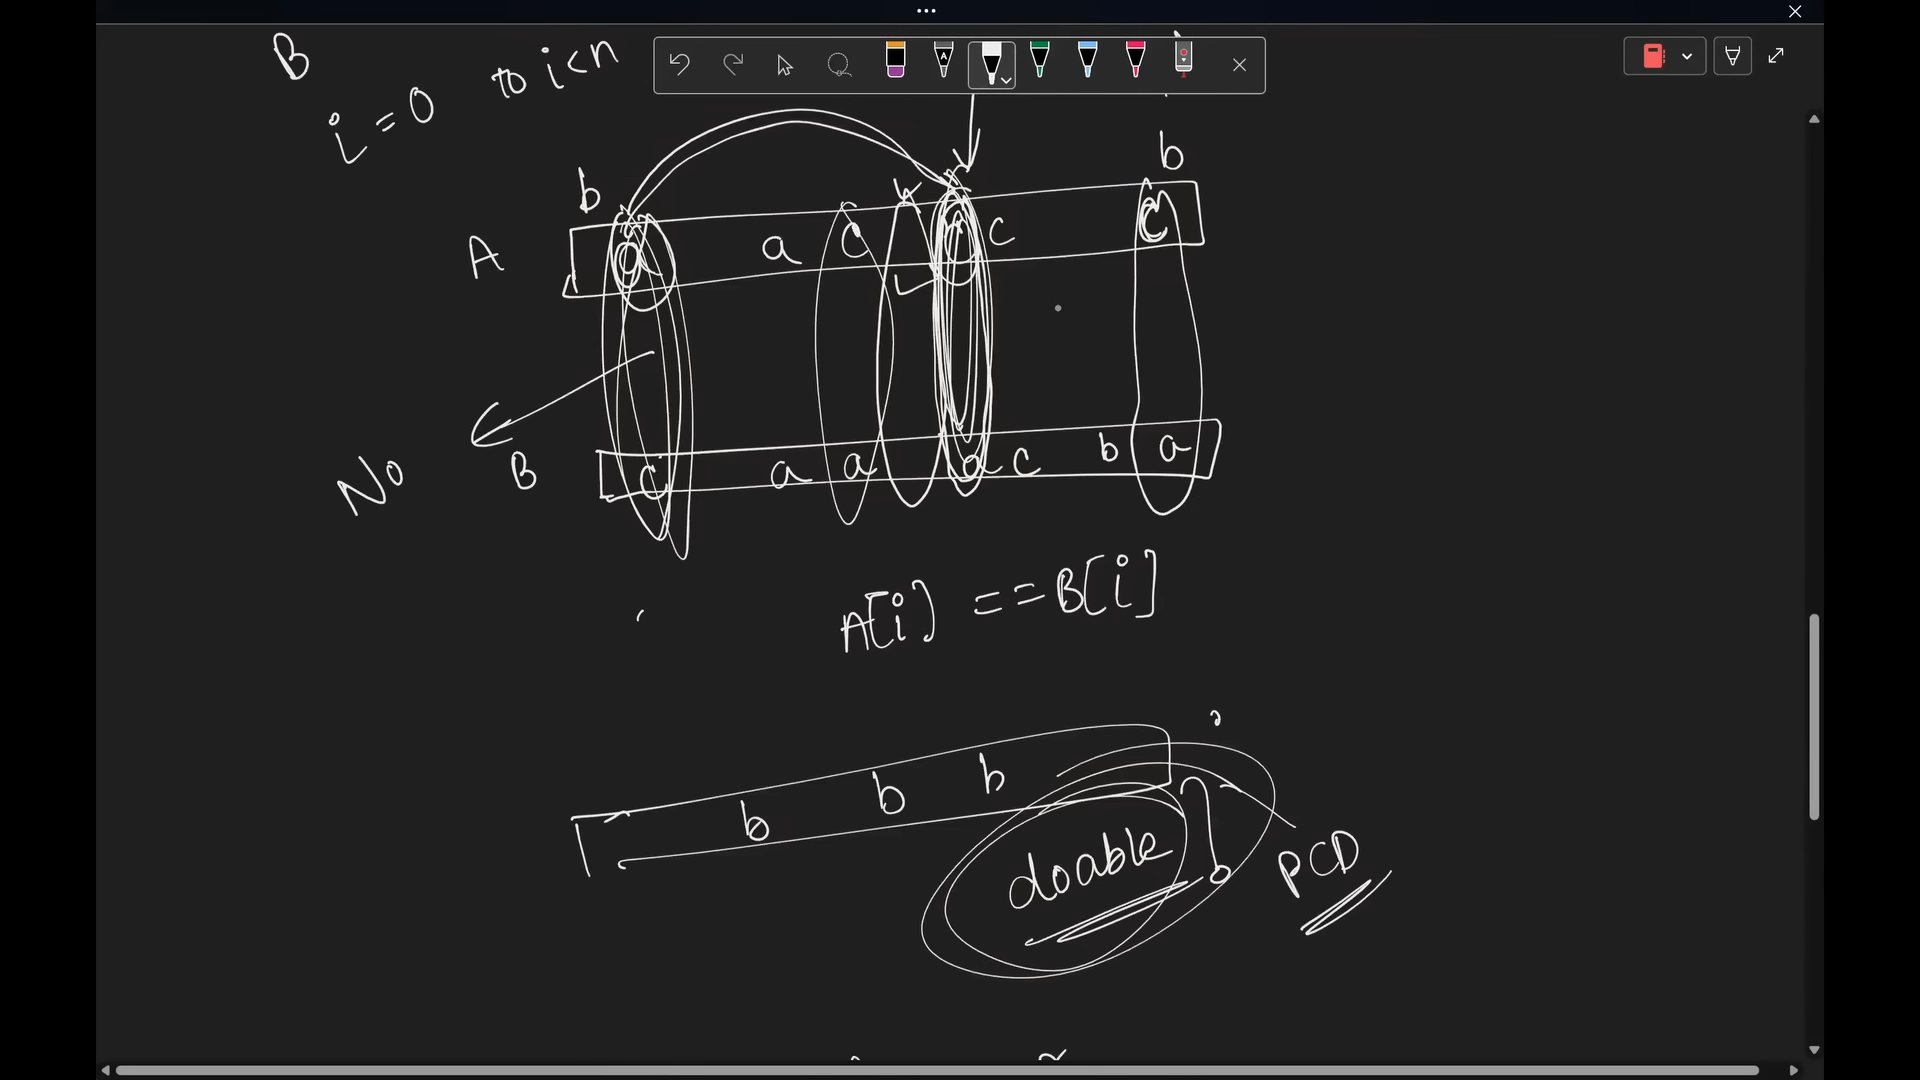 B
i = 0 to i<n
b b
A a a c c c
No B c a a a c b a
A[i] == B[i]
b b b
doable
PCD